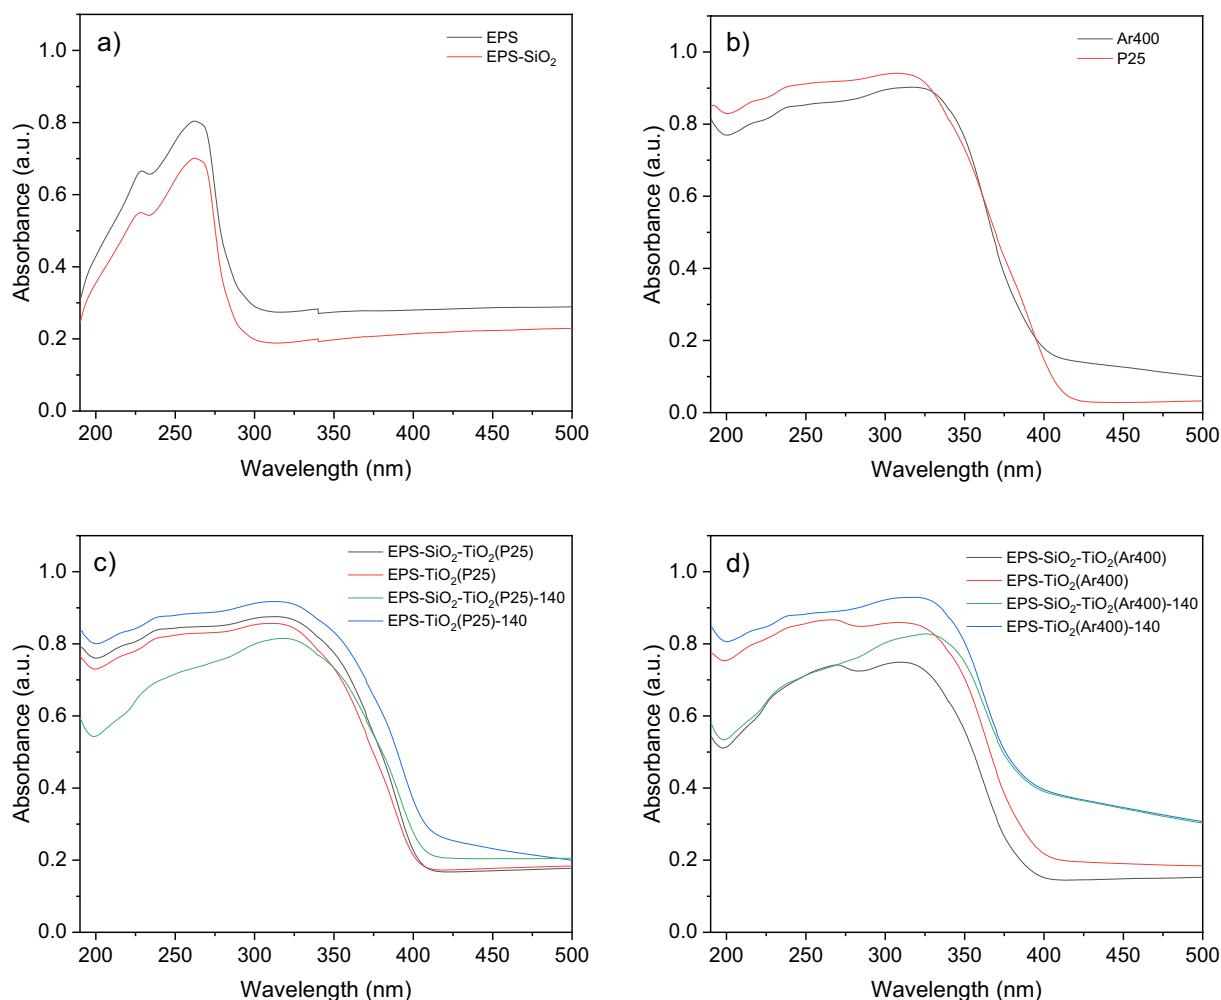 a)
EPS
EPS-SiO₂
1.0
0.8
0.6
0.4
0.2
0.0
Absorbance (a.u.)
200 250 300 350 400 450 500
Wavelength (nm)
b)
Ar400
P25
1.0
0.8
0.6
0.4
0.2
0.0
Absorbance (a.u.)
200 250 300 350 400 450 500
Wavelength (nm)
c)
EPS-SiO₂-TiO₂(P25)
EPS-TiO₂(P25)
EPS-SiO₂-TiO₂(P25)-140
EPS-TiO₂(P25)-140
1.0
0.8
0.6
0.4
0.2
0.0
Absorbance (a.u.)
200 250 300 350 400 450 500
Wavelength (nm)
d)
EPS-SiO₂-TiO₂(Ar400)
EPS-TiO₂(Ar400)
EPS-SiO₂-TiO₂(Ar400)-140
EPS-TiO₂(Ar400)-140
1.0
0.8
0.6
0.4
0.2
0.0
Absorbance (a.u.)
200 250 300 350 400 450 500
Wavelength (nm)